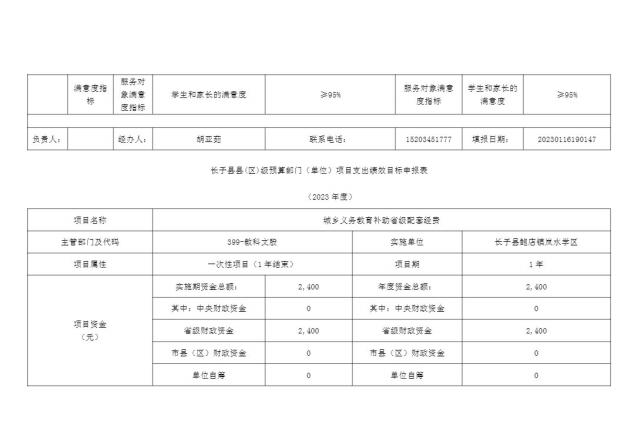 满意度指标 服务对象满意度指标 学生和家长的满意度 ≥95% 服务对象满意度指标 学生和家长的满意度 ≥95%
负责人： 经办人： 胡亚茹 联系电话： 15203451777 填报日期： 20230116190147
长子县县(区)级预算部门（单位）项目支出绩效目标申报表
（2023 年度）
项目名称 城乡义务教育补助省级配套经费
主管部门及代码 399-教科文股 实施单位 长子县鲍店镇岚水学区
项目属性 一次性项目（1 年结束） 项目期 1 年
项目资金（元） 实施期资金总额： 2,400 年度资金总额： 2,400
其中：中央财政资金 0 其中：中央财政资金 0
省级财政资金 2,400 省级财政资金 2,400
市县（区）财政资金 0 市县（区）财政资金 0
单位自筹 0 单位自筹 0